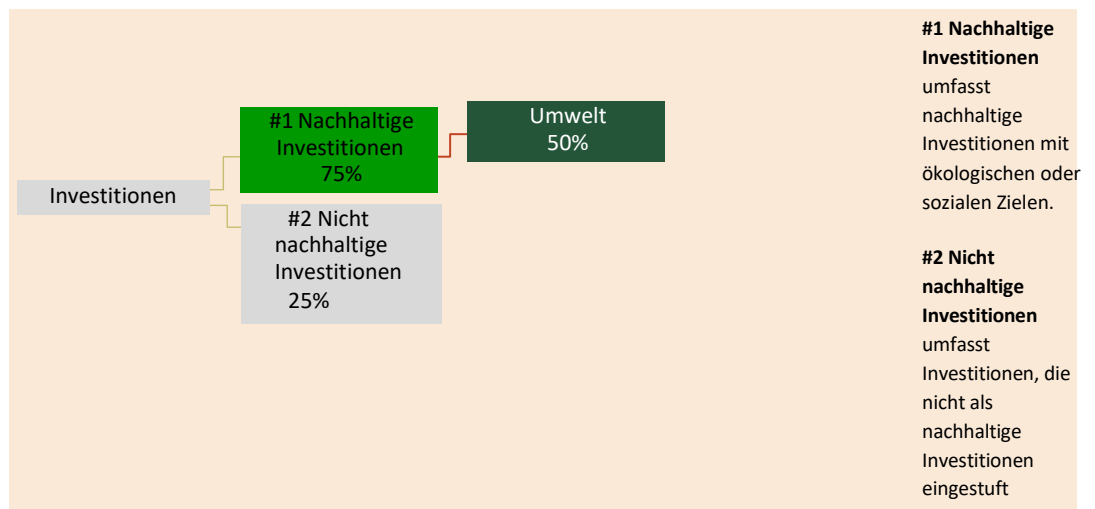 Investitionen
#1 Nachhaltige
Investitionen
75%
Umwelt
50%
#2 Nicht
nachhaltige
Investitionen
25%
#1 Nachhaltige
Investitionen
umfasst
nachhaltige
Investitionen mit
ökologischen oder
sozialen Zielen.
#2 Nicht
nachhaltige
Investitionen
umfasst
Investitionen, die
nicht als
nachhaltige
Investitionen
eingestuft